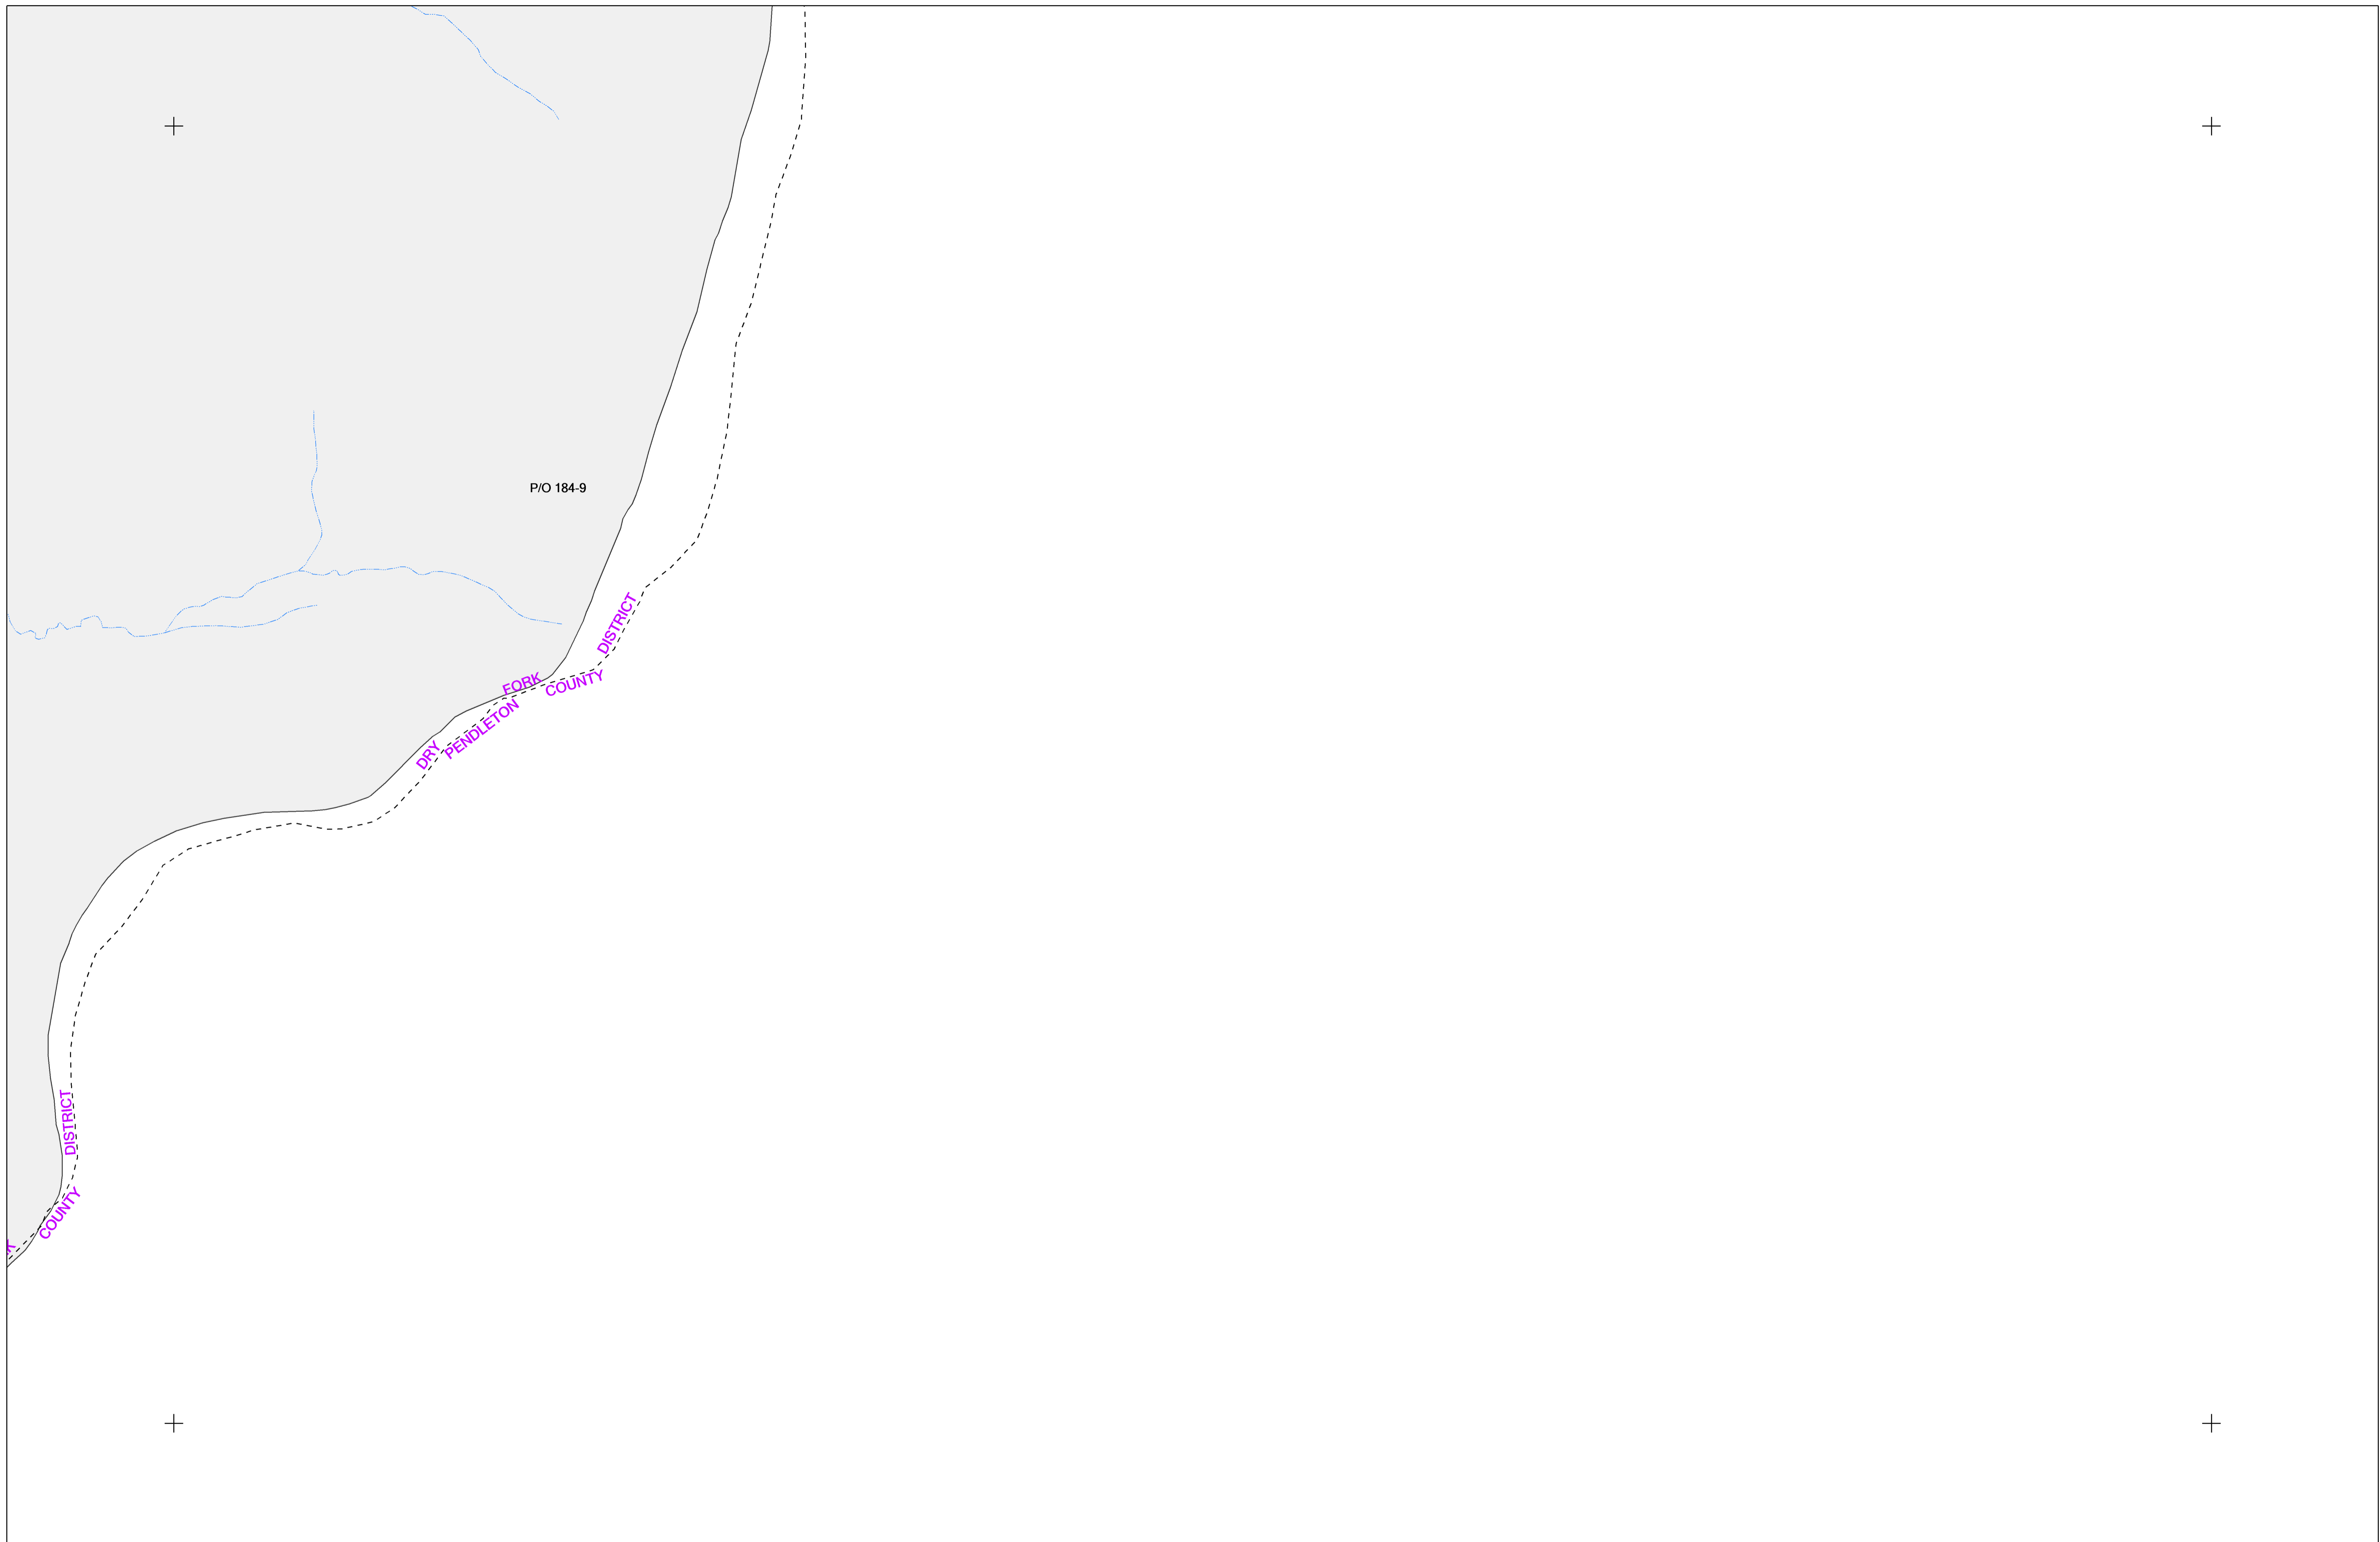 P/O 184-9
DRY FORK DISTRICT
PENDLETON COUNTY
DISTRICT
COUNTY
K